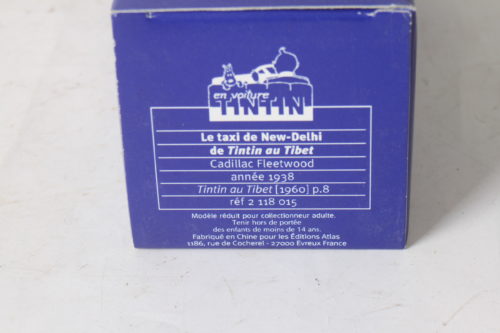 en voiture
TINTIN
Le taxi de New-Delhi
de Tintin au Tibet
Cadillac Fleetwood
année 1938
Tintin au Tibet [1960] p.8
réf 2 118 015
Modèle réduit pour collectionneur adulte.
Tenir hors de portée
des enfants de moins de 14 ans.
Fabriqué en Chine pour les Éditions Atlas
1186, rue de Cocherel - 27000 Evreux France